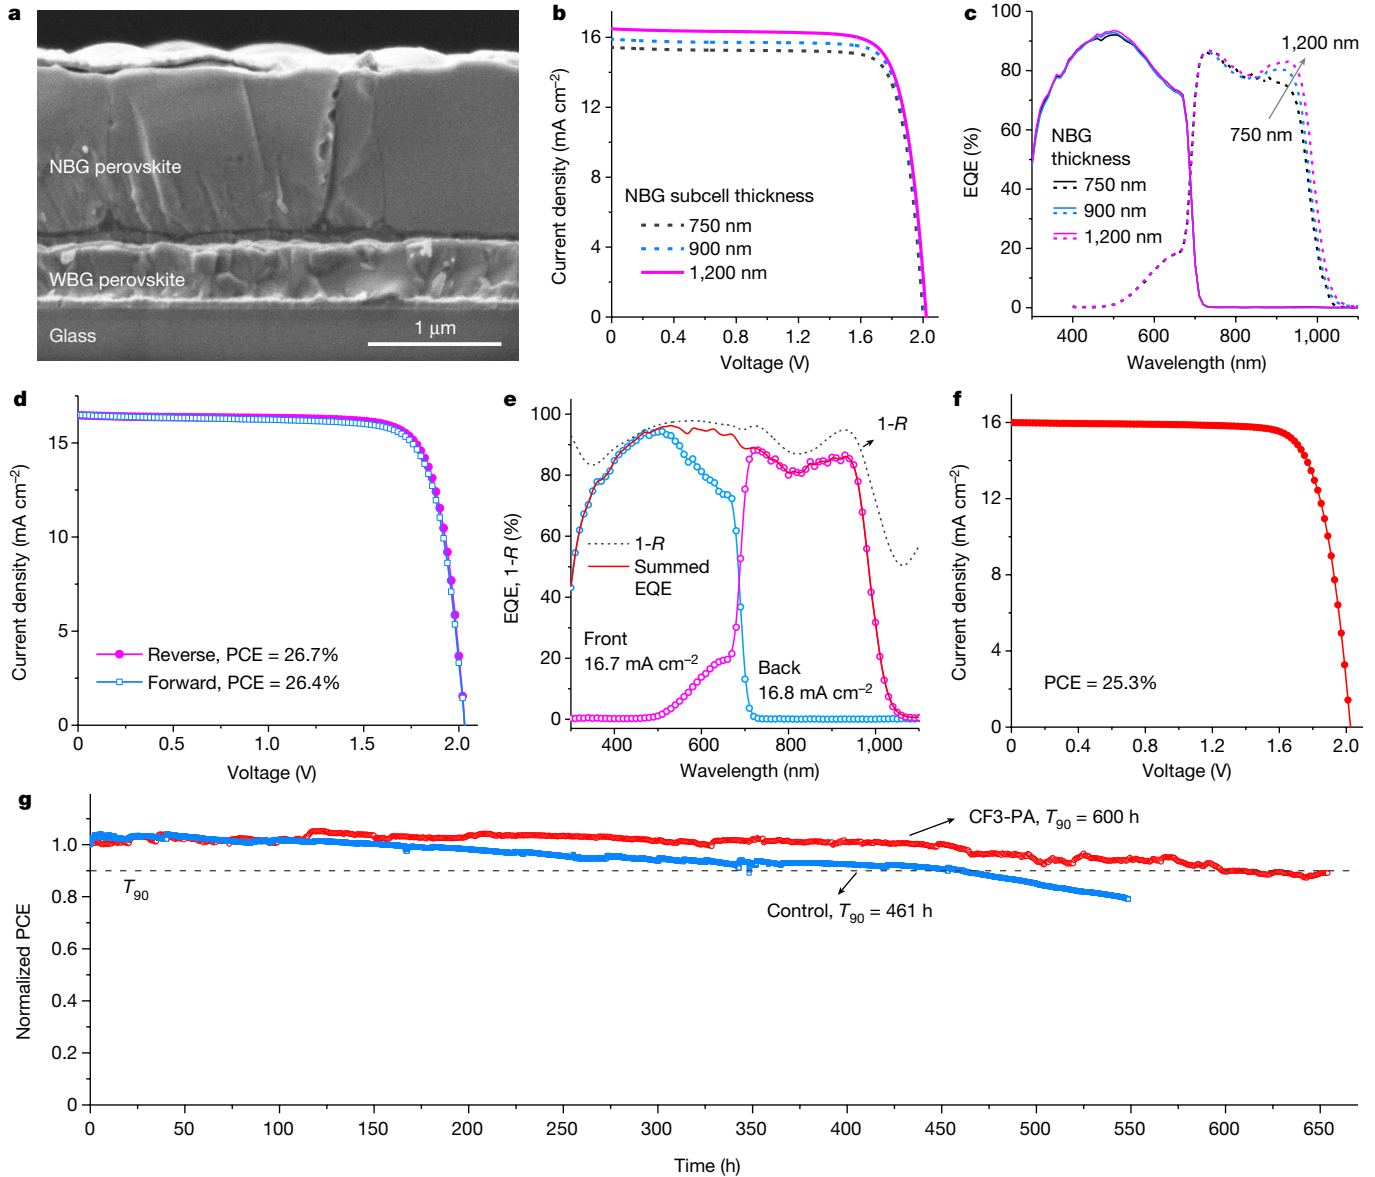 a
NBG perovskite
WBG perovskite
Glass
1 μm
b
Current density (mA cm⁻²)
16
12
8
4
0
NBG subcell thickness
750 nm
900 nm
1,200 nm
0
0.4
0.8
1.2
1.6
2.0
Voltage (V)
c
EQE (%)
100
80
60
40
20
0
1,200 nm
750 nm
NBG
thickness
750 nm
900 nm
1,200 nm
400
600
800
1,000
Wavelength (nm)
d
Current density (mA cm⁻²)
15
10
5
0
Reverse, PCE = 26.7%
Forward, PCE = 26.4%
0
0.5
1.0
1.5
2.0
Voltage (V)
e
EQE, 1-R (%)
100
80
60
40
20
0
1-R
1-R
Summed
EQE
Front
16.7 mA cm⁻²
Back
16.8 mA cm⁻²
400
600
800
1,000
Wavelength (nm)
f
Current density (mA cm⁻²)
16
12
8
4
0
PCE = 25.3%
0
0.4
0.8
1.2
1.6
2.0
Voltage (V)
g
Normalized PCE
1.0
0.8
0.6
0.4
0.2
0
CF3-PA, T₉₀ = 600 h
T₉₀
Control, T₉₀ = 461 h
0
50
100
150
200
250
300
350
400
450
500
550
600
650
Time (h)